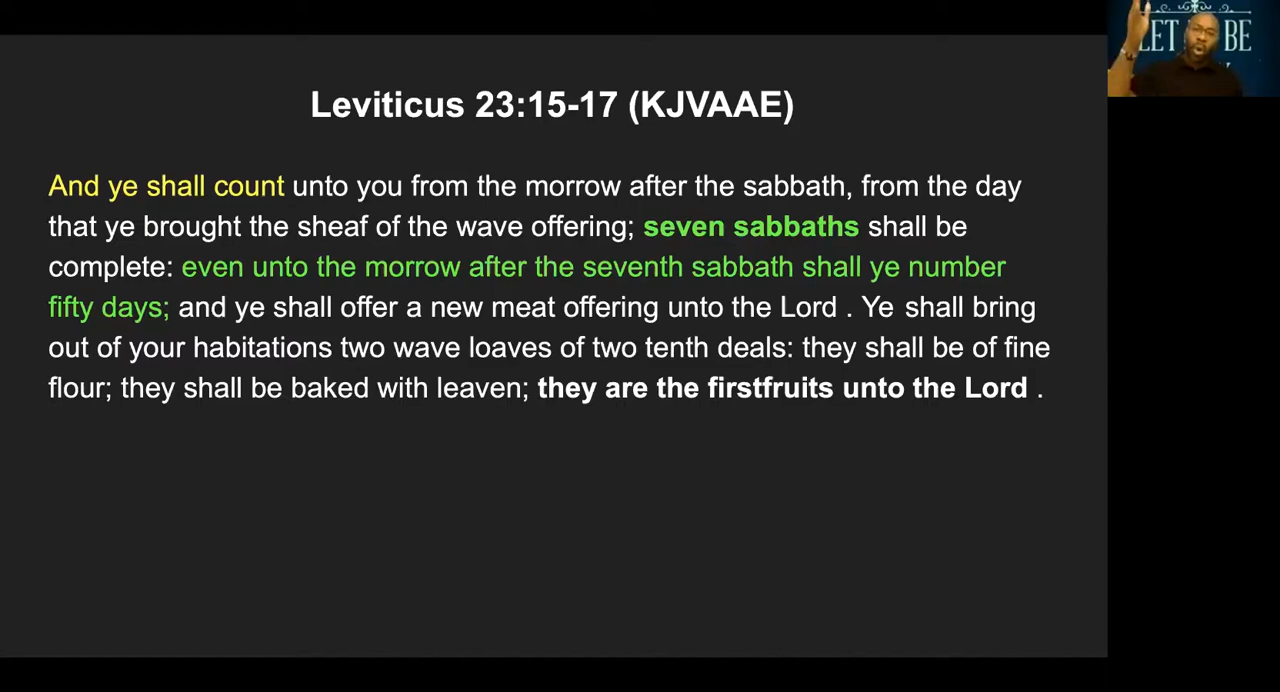 LET BE
Leviticus 23:15-17 (KJVAAE)
And ye shall count unto you from the morrow after the sabbath, from the day
that ye brought the sheaf of the wave offering; seven sabbaths shall be
complete: even unto the morrow after the seventh sabbath shall ye number
fifty days; and ye shall offer a new meat offering unto the Lord . Ye shall bring
out of your habitations two wave loaves of two tenth deals: they shall be of fine
flour; they shall be baked with leaven; they are the firstfruits unto the Lord .